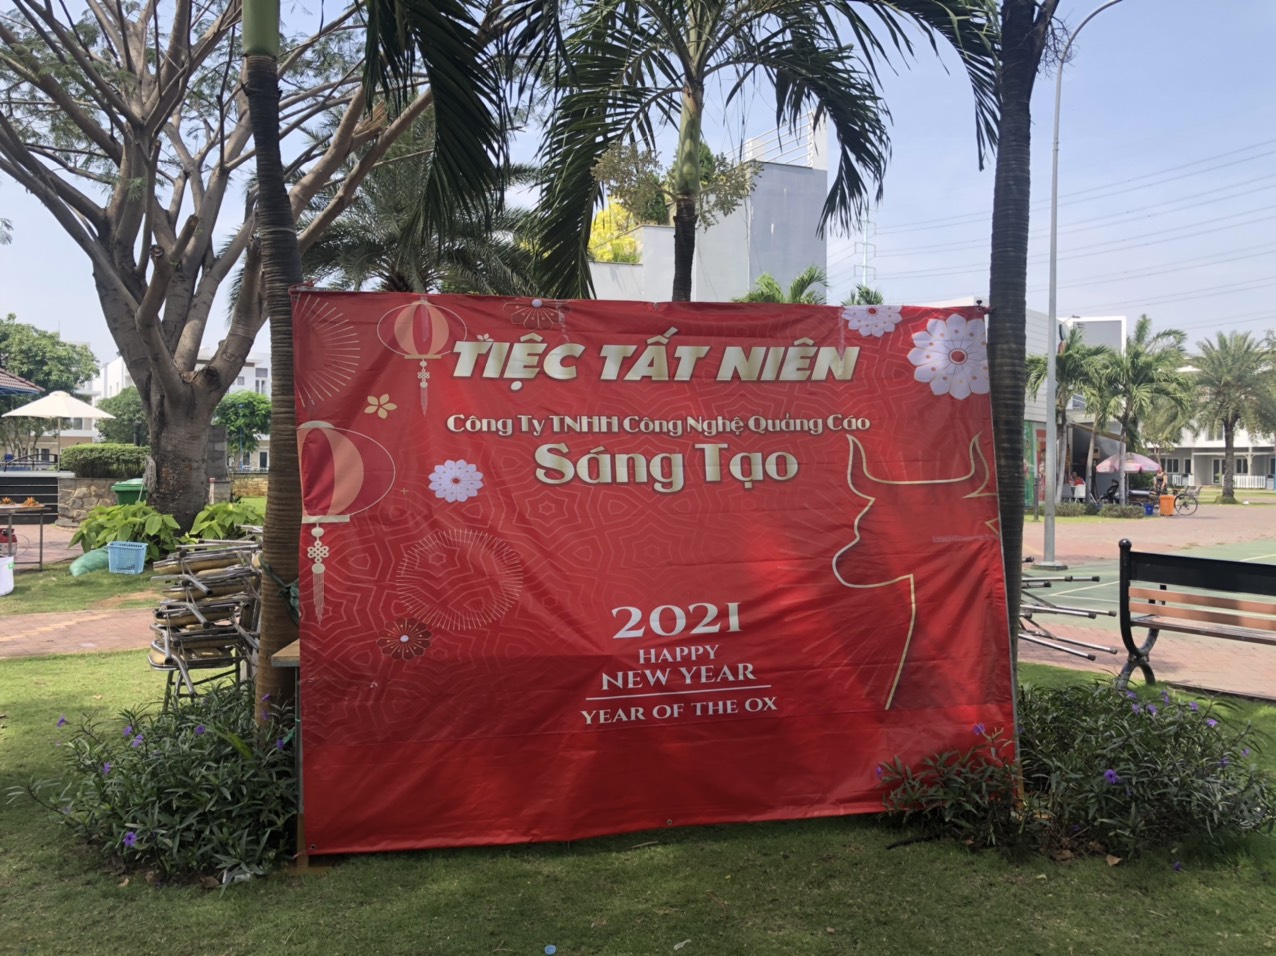 TIỆC TẤT NIÊN
Công Ty TNHH Công Nghệ Quảng Cáo
Sáng Tạo
2021
HAPPY
NEW YEAR
YEAR OF THE OX